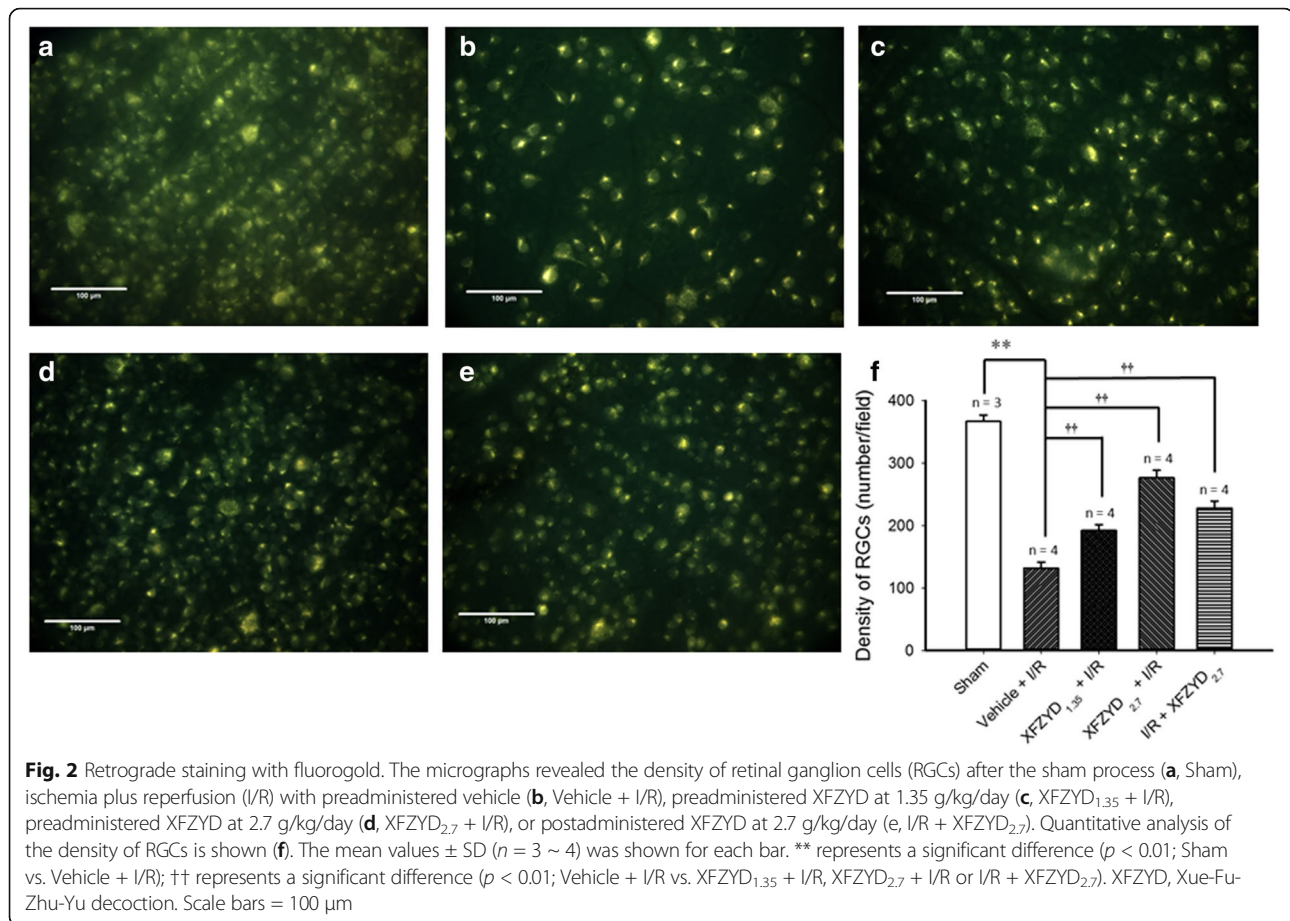 a
100 µm
b
100 µm
c
100 µm
d
100 µm
e
100 µm
f
**
††
††
††
n = 3
n = 4
n = 4
n = 4
n = 4
400
300
200
100
0
Density of RGCs (number/field)
Sham
Vehicle + I/R
XFZYD 1.35 + I/R
XFZYD 2.7 + I/R
I/R + XFZYD 2.7
Fig. 2 Retrograde staining with fluorogold. The micrographs revealed the density of retinal ganglion cells (RGCs) after the sham process (a, Sham),
ischemia plus reperfusion (I/R) with preadministered vehicle (b, Vehicle + I/R), preadministered XFZYD at 1.35 g/kg/day (c, XFZYD1.35 + I/R),
preadministered XFZYD at 2.7 g/kg/day (d, XFZYD2.7 + I/R), or postadministered XFZYD at 2.7 g/kg/day (e, I/R + XFZYD2.7). Quantitative analysis of
the density of RGCs is shown (f). The mean values ± SD (n = 3 ~ 4) was shown for each bar. ** represents a significant difference (p < 0.01; Sham
vs. Vehicle + I/R); †† represents a significant difference (p < 0.01; Vehicle + I/R vs. XFZYD1.35 + I/R, XFZYD2.7 + I/R or I/R + XFZYD2.7). XFZYD, Xue-Fu-
Zhu-Yu decoction. Scale bars = 100 µm